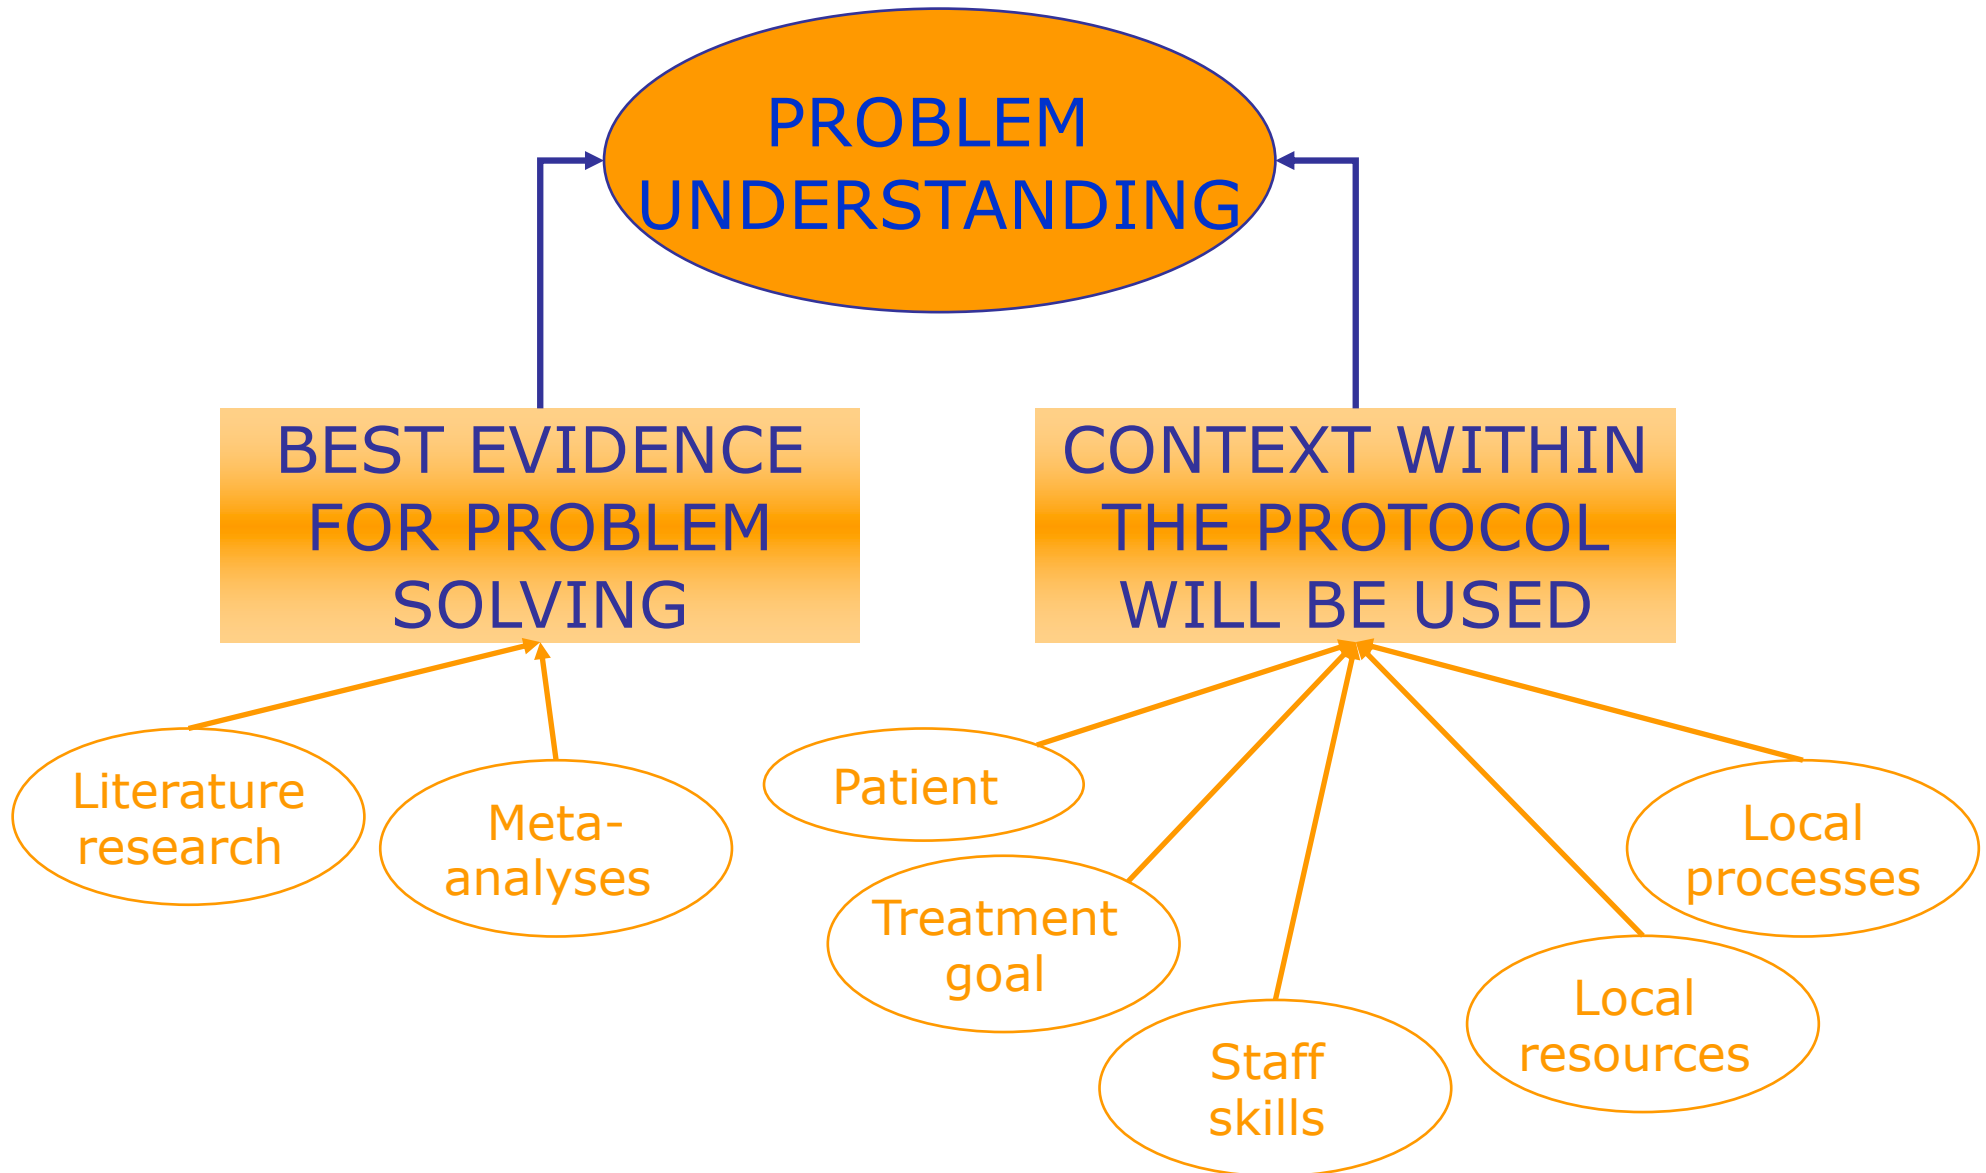 PROBLEM
UNDERSTANDING
BEST EVIDENCE
FOR PROBLEM
SOLVING
CONTEXT WITHIN
THE PROTOCOL
WILL BE USED
Literature
research
Meta-
analyses
Patient
Treatment
goal
Staff
skills
Local
resources
Local
processes